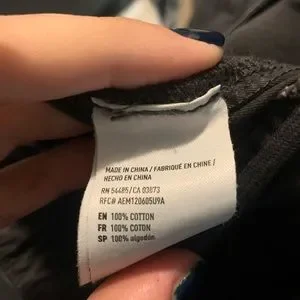 MADE IN CHINA / FABRIQUÉ EN CHINE /
HECHO EN CHINA
RN 54485/CA 03873
RFC# AEM120605U9A
EN 100% COTTON
FR 100% COTON
SP 100% algodón